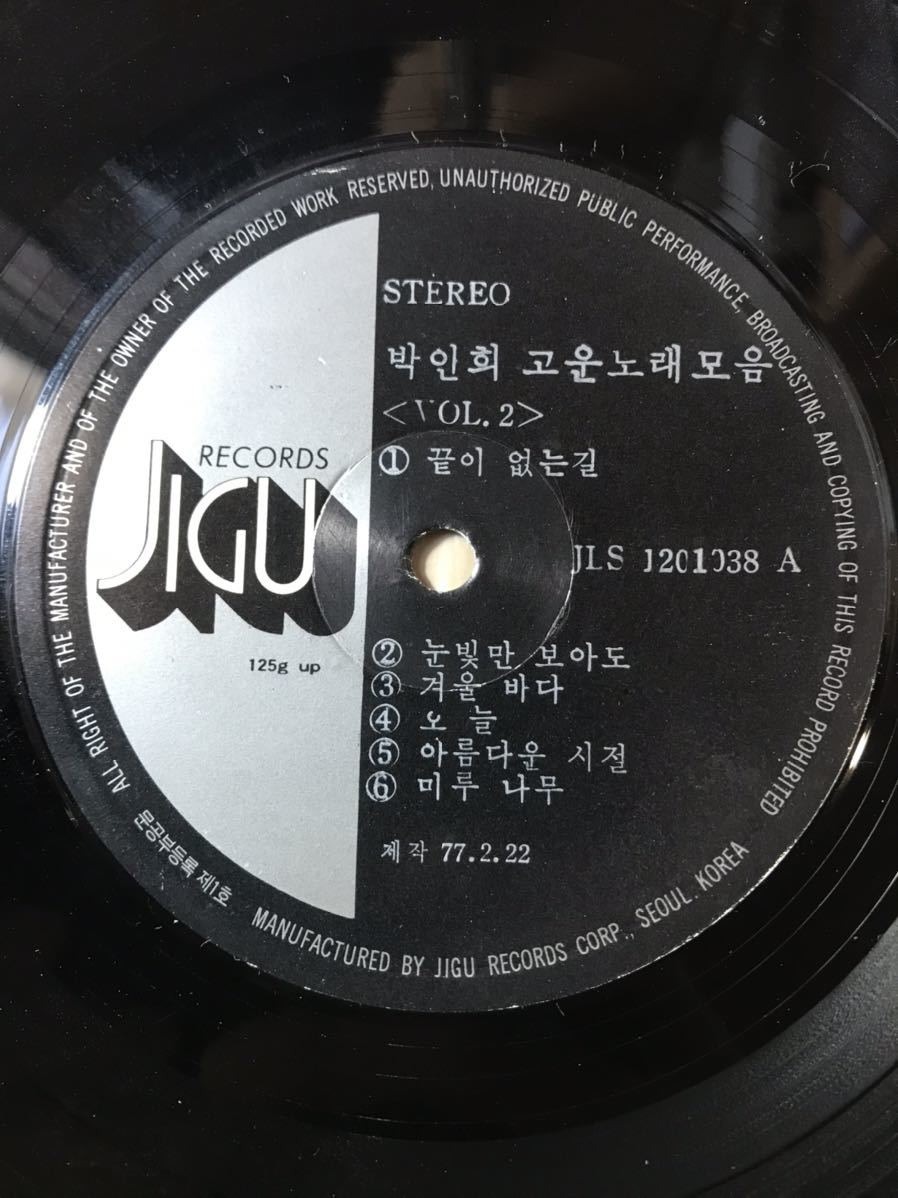 STEREO
박인희 고운노래모음
<VOL.2>
① 끝이 없는길
JLS 1201038 A
② 눈빛만 보아도
③ 겨울 바다
④ 오 늘
⑤ 아름다운 시절
⑥ 미루 나무
제작 77.2.22
RECORDS
JIGU
125g up
ALL RIGHT OF THE MANUFACTURER AND OF THE OWNER OF THE RECORDED WORK RESERVED, UNAUTHORIZED PUBLIC PERFORMANCE, BROADCASTING AND COPYING OF THIS RECORD PROHIBITED
문공부등록 제1호
MANUFACTURED BY JIGU RECORDS CORP., SEOUL. KOREA